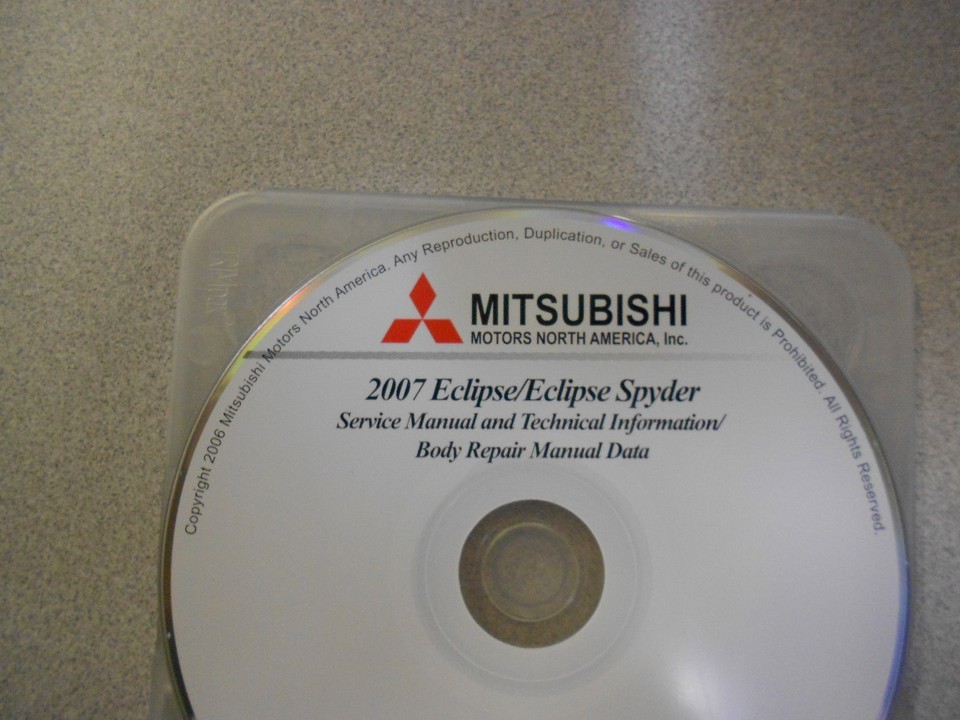 Copyright 2006 Mitsubishi Motors North America. Any Reproduction, Duplication, or Sales of this product is Prohibited. All Rights Reserved.
MITSUBISHI
MOTORS NORTH AMERICA, Inc.
2007 Eclipse/Eclipse Spyder
Service Manual and Technical Information/
Body Repair Manual Data